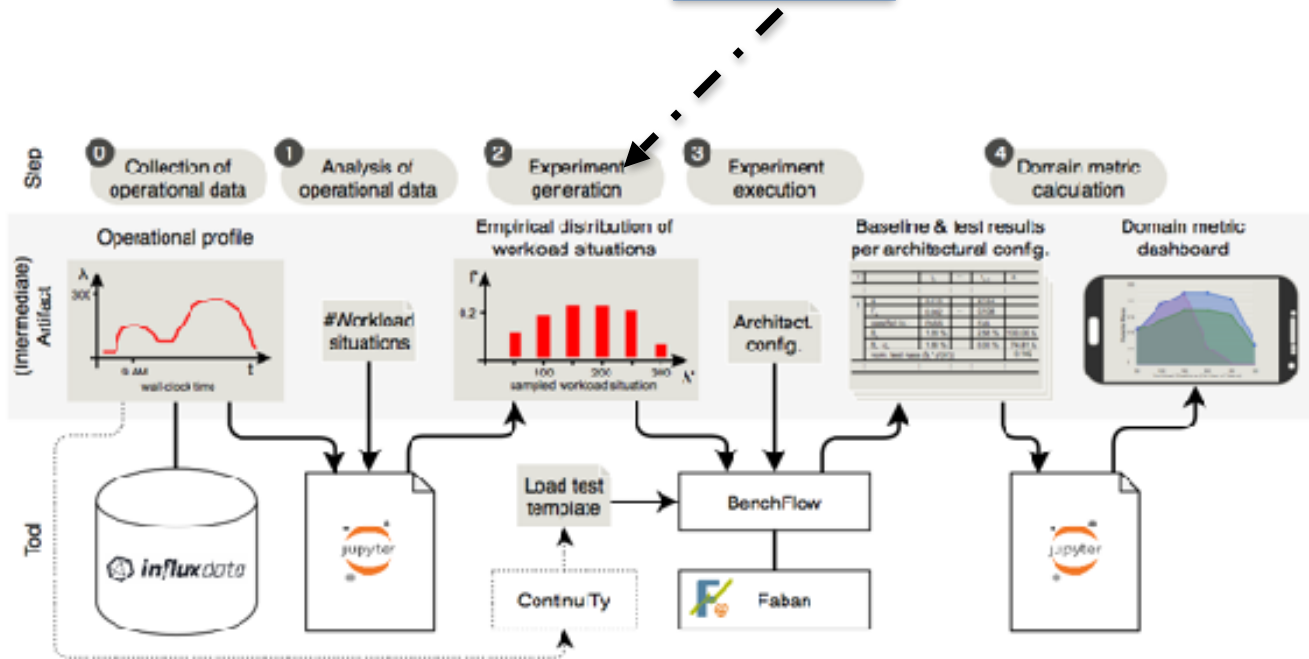 Step
0
Collection of
operational data
1
Analysis of
operational data
2
Experiment
generation
3
Experiment
execution
4
Domain metric
calculation
(Intermediate)
Artifact
Operational profile
λ
300
6 AM
t
wall-clock time
#Workload
situations
Empirical distribution of
workoad situations
0.2
100
200
300
sampled workoad situation
Architect.
config.
Baseline & test results
per architectural config.
Domain metric
dashboard
Tool
influxdata
jupyter
Load test
template
ContinuITy
BenchFlow
Faban
jupyter